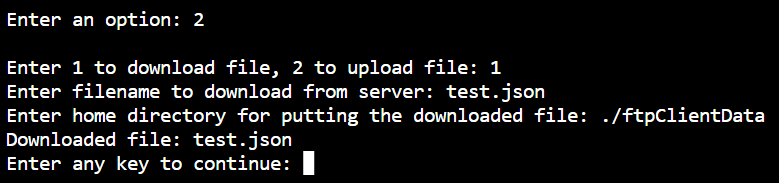 Enter an option: 2
Enter 1 to download file, 2 to upload file: 1
Enter filename to download from server: test.json
Enter home directory for putting the downloaded file: ./ftpClientData
Downloaded file: test.json
Enter any key to continue: